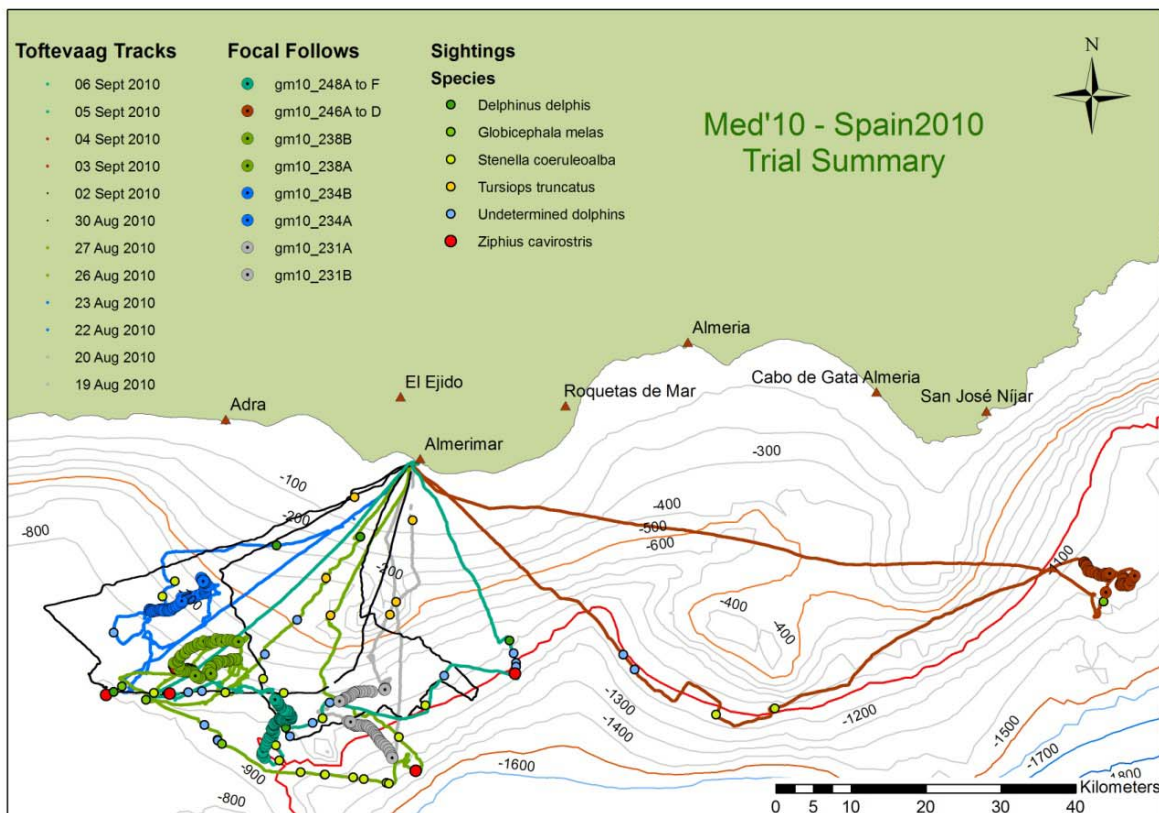 Toftevaag Tracks
06 Sept 2010
05 Sept 2010
04 Sept 2010
03 Sept 2010
02 Sept 2010
30 Aug 2010
27 Aug 2010
26 Aug 2010
23 Aug 2010
22 Aug 2010
20 Aug 2010
19 Aug 2010
Focal Follows
gm10_248A to F
gm10_246A to D
gm10_238B
gm10_238A
gm10_234B
gm10_234A
gm10_231A
gm10_231B
Sightings
Species
Delphinus delphis
Globicephala melas
Stenella coeruleoalba
Tursiops truncatus
Undetermined dolphins
Ziphius cavirostris
N
Med'10 - Spain2010
Trial Summary
Almeria
El Ejido
Adra
Roquetas de Mar
Cabo de Gata Almeria
San José Níjar
Almerimar
-100
-200
-300
-400
-500
-600
-800
-200
-400
-400
-1300
-1400
-1200
-1500
-1700
-1600
-900
-800
0 5 10 20 30 40
Kilometers